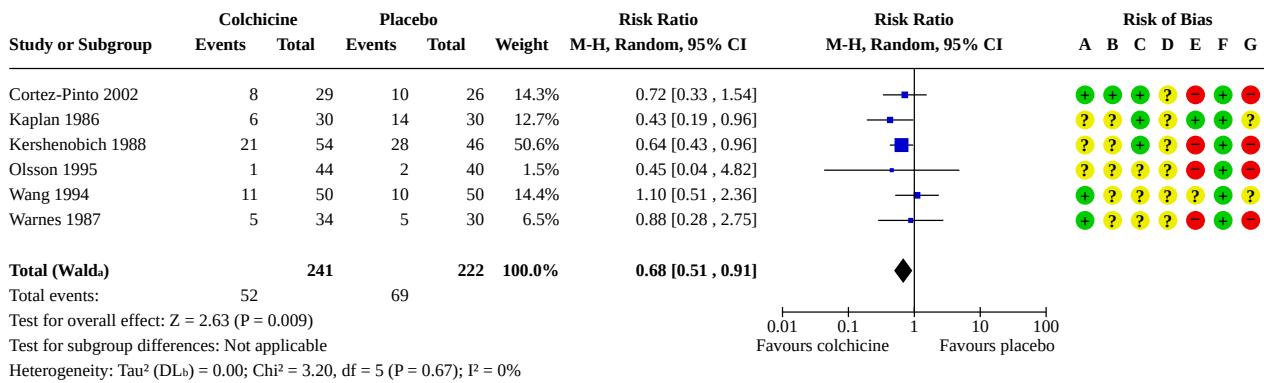 Colchicine Placebo Risk Ratio Risk Ratio Risk of Bias
Study or Subgroup Events Total Events Total Weight M-H, Random, 95% CI M-H, Random, 95% CI A B C D E F G
Cortez-Pinto 2002 8 29 10 26 14.3% 0.72 [0.33 , 1.54] + + + ? − + −
Kaplan 1986 6 30 14 30 12.7% 0.43 [0.19 , 0.96] ? ? + ? + + ?
Kershenobich 1988 21 54 28 46 50.6% 0.64 [0.43 , 0.96] ? ? + ? − + −
Olsson 1995 1 44 2 40 1.5% 0.45 [0.04 , 4.82] ? ? ? ? − + −
Wang 1994 11 50 10 50 14.4% 1.10 [0.51 , 2.36] + ? ? ? ? + ?
Warnes 1987 5 34 5 30 6.5% 0.88 [0.28 , 2.75] + ? ? ? − + −
Total (Waldₐ) 241 222 100.0% 0.68 [0.51 , 0.91]
Total events: 52 69
Test for overall effect: Z = 2.63 (P = 0.009)
0.01 0.1 1 10 100
Test for subgroup differences: Not applicable
Favours colchicine Favours placebo
Heterogeneity: Tau² (DLb) = 0.00; Chi² = 3.20, df = 5 (P = 0.67); I² = 0%